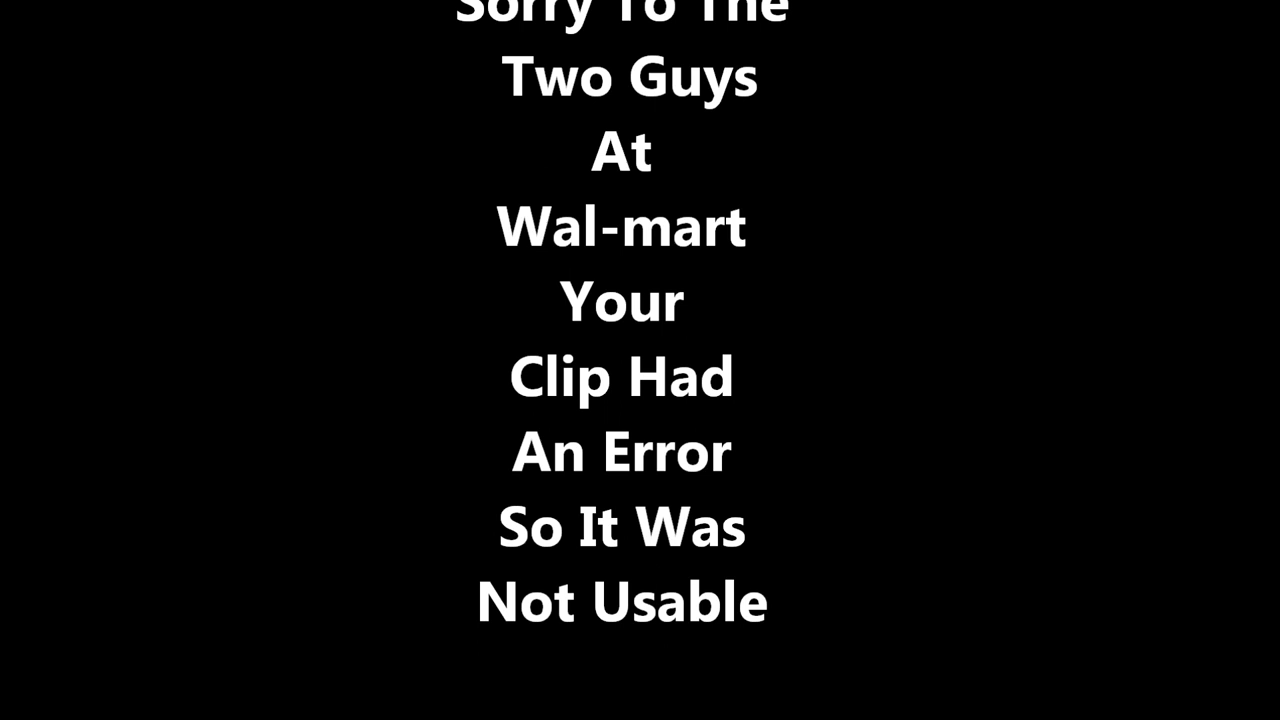 Sorry To The
Two Guys
At
Wal-mart
Your
Clip Had
An Error
So It Was
Not Usable